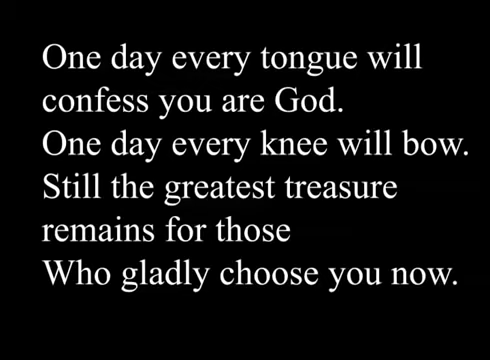 One day every tongue will
confess you are God.
One day every knee will bow.
Still the greatest treasure
remains for those
Who gladly choose you now.